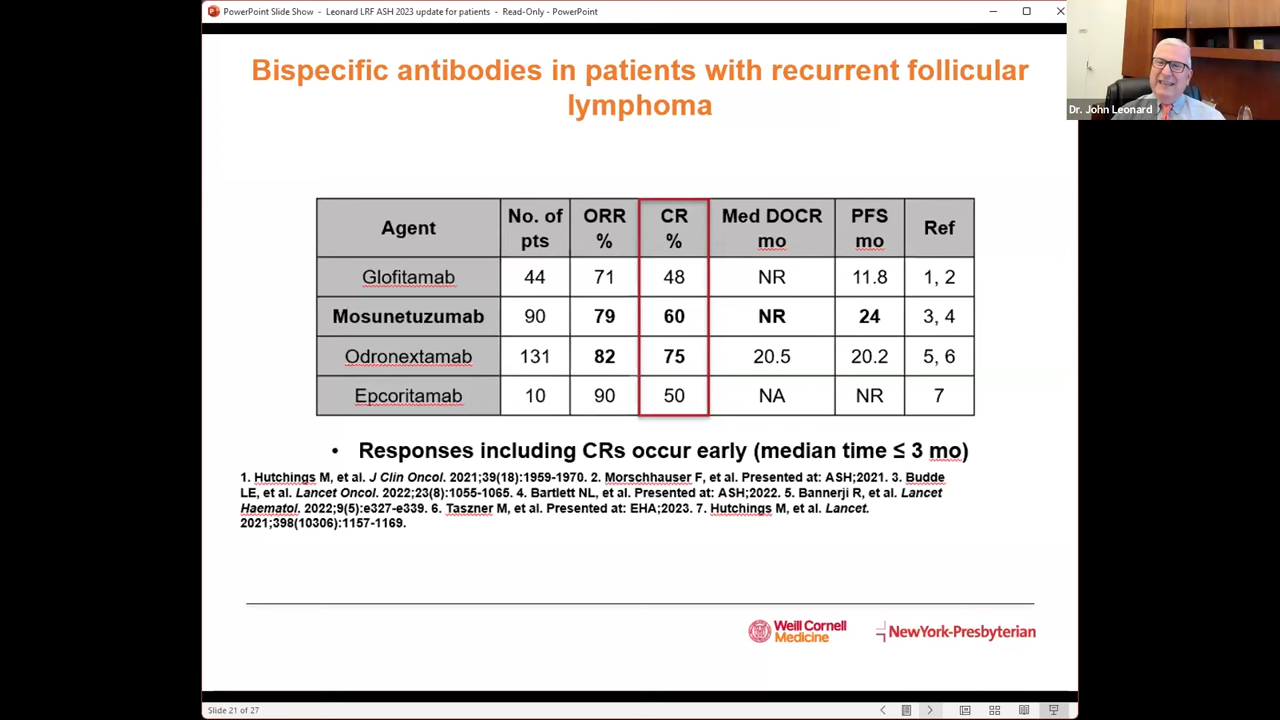 PowerPoint Slide Show - Leonard LRF ASH 2023 update for patients - Read-Only - PowerPoint
Dr. John Leonard
Bispecific antibodies in patients with recurrent follicular
lymphoma
Agent No. of pts ORR % CR % Med DOCR mo PFS mo Ref
Glofitamab 44 71 48 NR 11.8 1, 2
Mosunetuzumab 90 79 60 NR 24 3, 4
Odronextamab 131 82 75 20.5 20.2 5, 6
Epcoritamab 10 90 50 NA NR 7
• Responses including CRs occur early (median time ≤ 3 mo)
1. Hutchings M, et al. J Clin Oncol. 2021;39(18):1959-1970. 2. Morschhauser F, et al. Presented at: ASH;2021. 3. Budde
LE, et al. Lancet Oncol. 2022;23(8):1055-1065. 4. Bartlett NL, et al. Presented at: ASH;2022. 5. Bannerji R, et al. Lancet
Haematol. 2022;9(5):e327-e339. 6. Taszner M, et al. Presented at: EHA;2023. 7. Hutchings M, et al. Lancet.
2021;398(10306):1157-1169.
Weill Cornell
Medicine
NewYork-Presbyterian
Slide 21 of 27